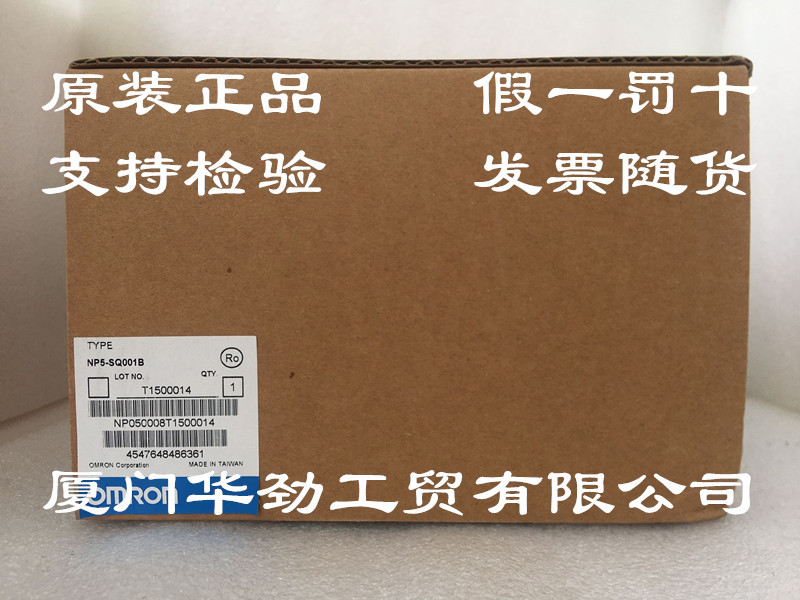 原装正品 假一罚十
支持检验 发票随货
TYPE
NP5-SQ001B
Ro
LOT NO. QTY.
T1500014 1
NP050008T1500014
4547648486361
OMRON Corporation MADE IN TAIWAN
OMRON
厦门华劲工贸有限公司